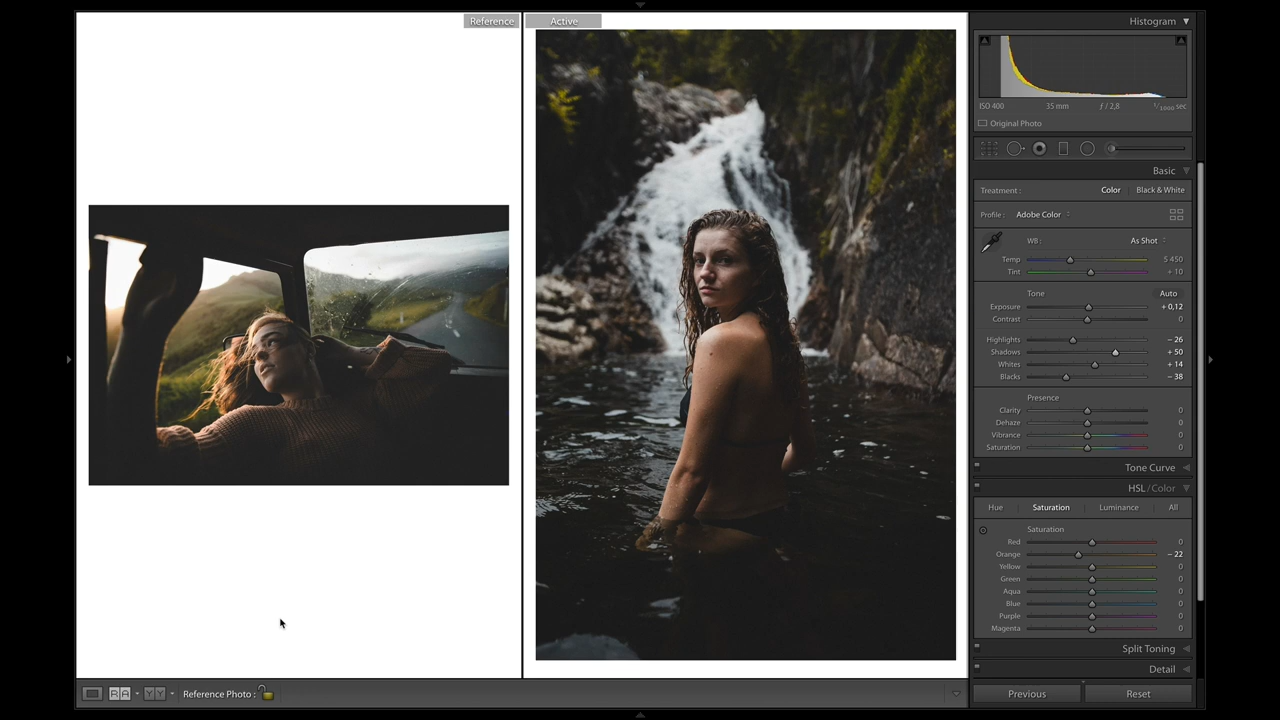 Reference
Active
Histogram
ISO 400 35 mm ƒ / 2,8 1/1000 sec
Original Photo
Basic
Treatment : Color Black & White
Profile : Adobe Color
WB : As Shot
Temp 5 450
Tint + 10
Tone Auto
Exposure + 0,12
Contrast 0
Highlights − 26
Shadows + 50
Whites + 14
Blacks − 38
Presence
Clarity 0
Dehaze 0
Vibrance 0
Saturation 0
Tone Curve
HSL / Color
Hue Saturation Luminance All
Saturation
Red 0
Orange − 22
Yellow 0
Green 0
Aqua 0
Blue 0
Purple 0
Magenta 0
Split Toning
Detail
R A Y Y Reference Photo :
Previous Reset